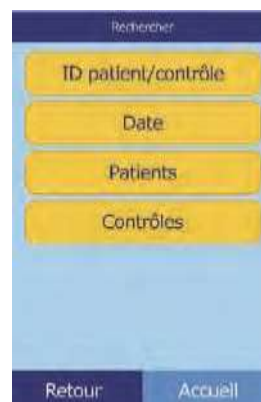 Rechercher
ID patient/contrôle
Date
Patients
Contrôles
Retour
Accueil